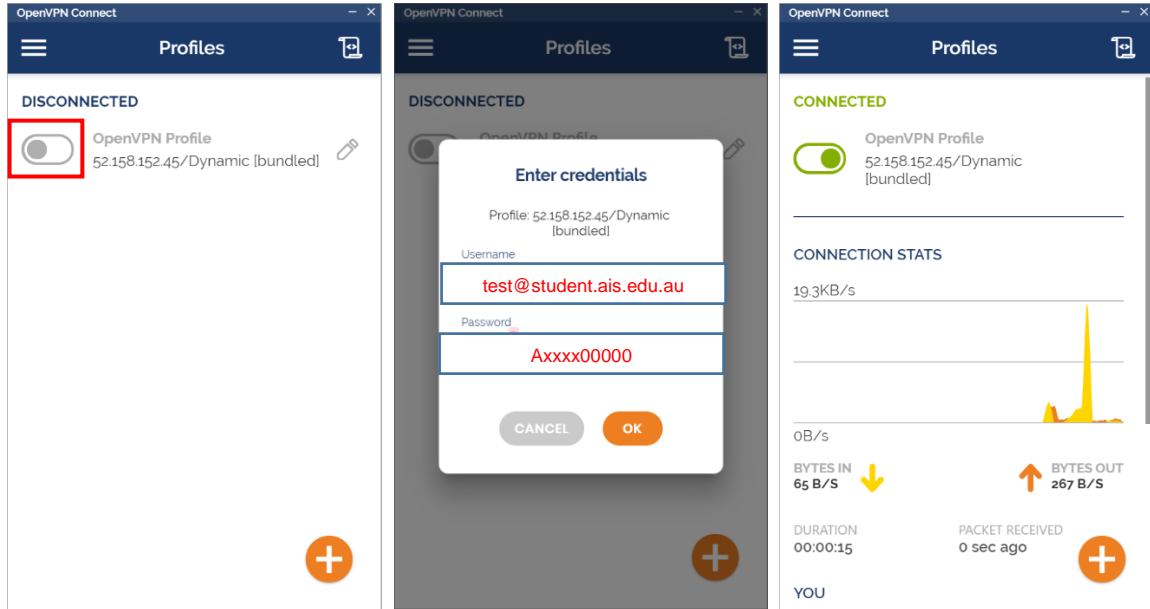 OpenVPN Connect
Profiles
DISCONNECTED
OpenVPN Profile
52.158.152.45/Dynamic [bundled]
OpenVPN Connect
Profiles
DISCONNECTED
OpenVPN Profile
Enter credentials
Profile: 52.158.152.45/Dynamic
[bundled]
Username
test@student.ais.edu.au
Password
Axxxx00000
CANCEL
OK
OpenVPN Connect
Profiles
CONNECTED
OpenVPN Profile
52.158.152.45/Dynamic
[bundled]
CONNECTION STATS
19.3KB/s
0B/s
BYTES IN
65 B/S
BYTES OUT
267 B/S
DURATION
00:00:15
PACKET RECEIVED
0 sec ago
YOU